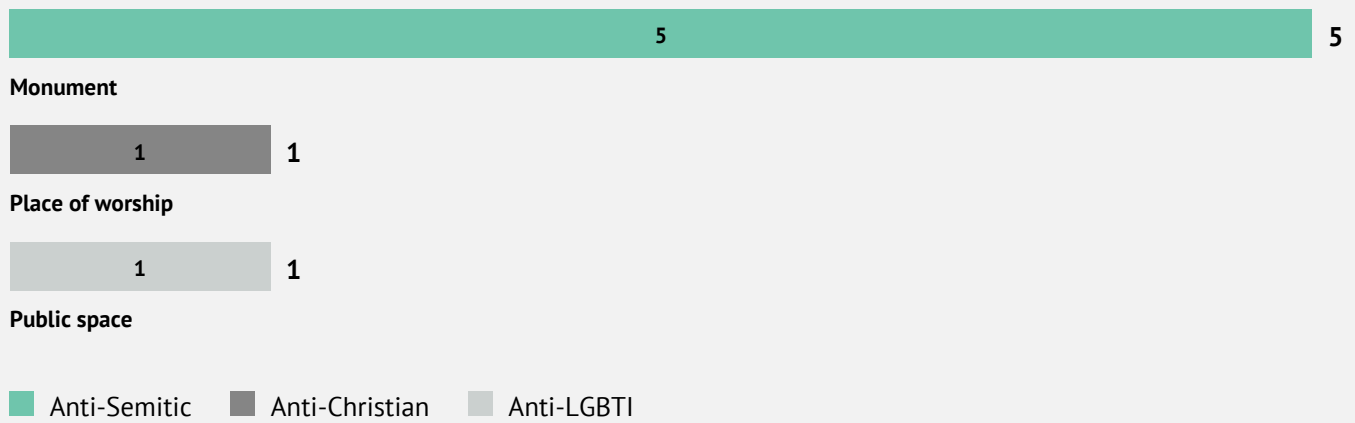 5 5
Monument
1 1
Place of worship
1 1
Public space
Anti-Semitic Anti-Christian Anti-LGBTI